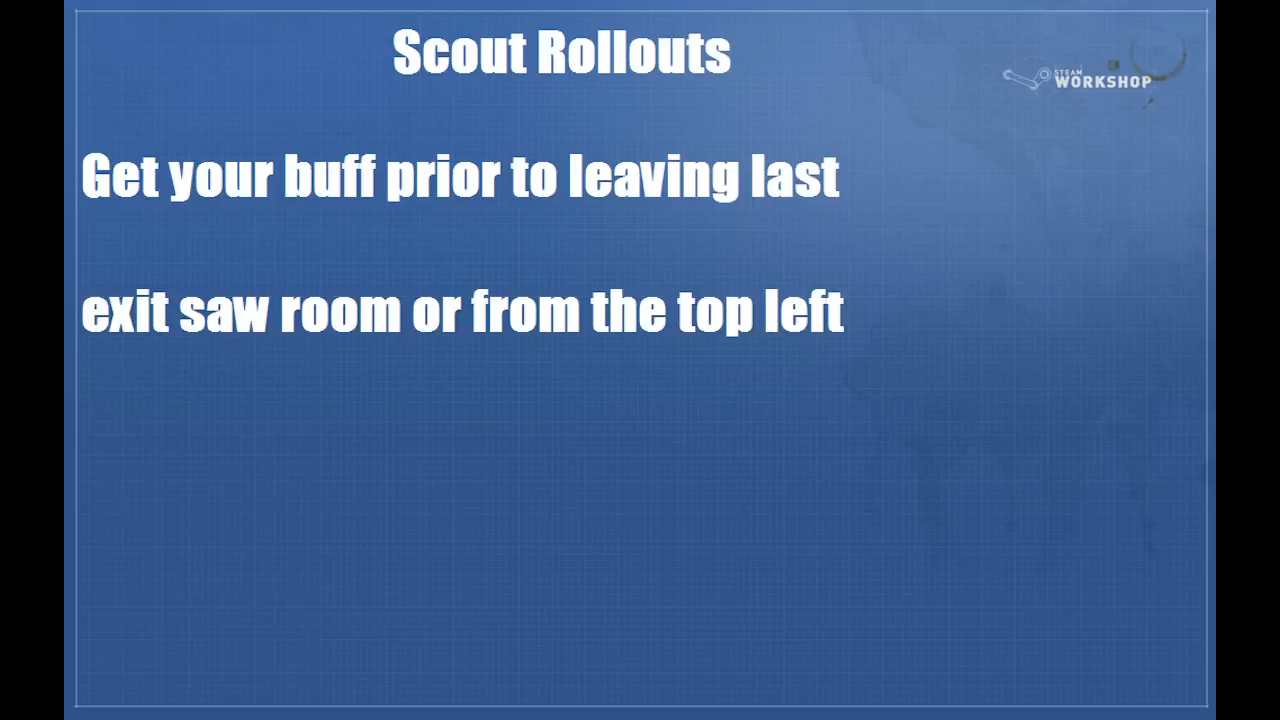 Scout Rollouts
STEAM
WORKSHOP
Get your buff prior to leaving last
exit saw room or from the top left